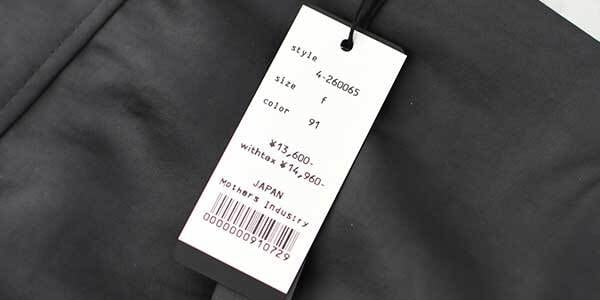 style
4-260065
size
f
color
91
¥13,600-
withtax ¥14,960-
JAPAN
Mothers Industry
0000000910729